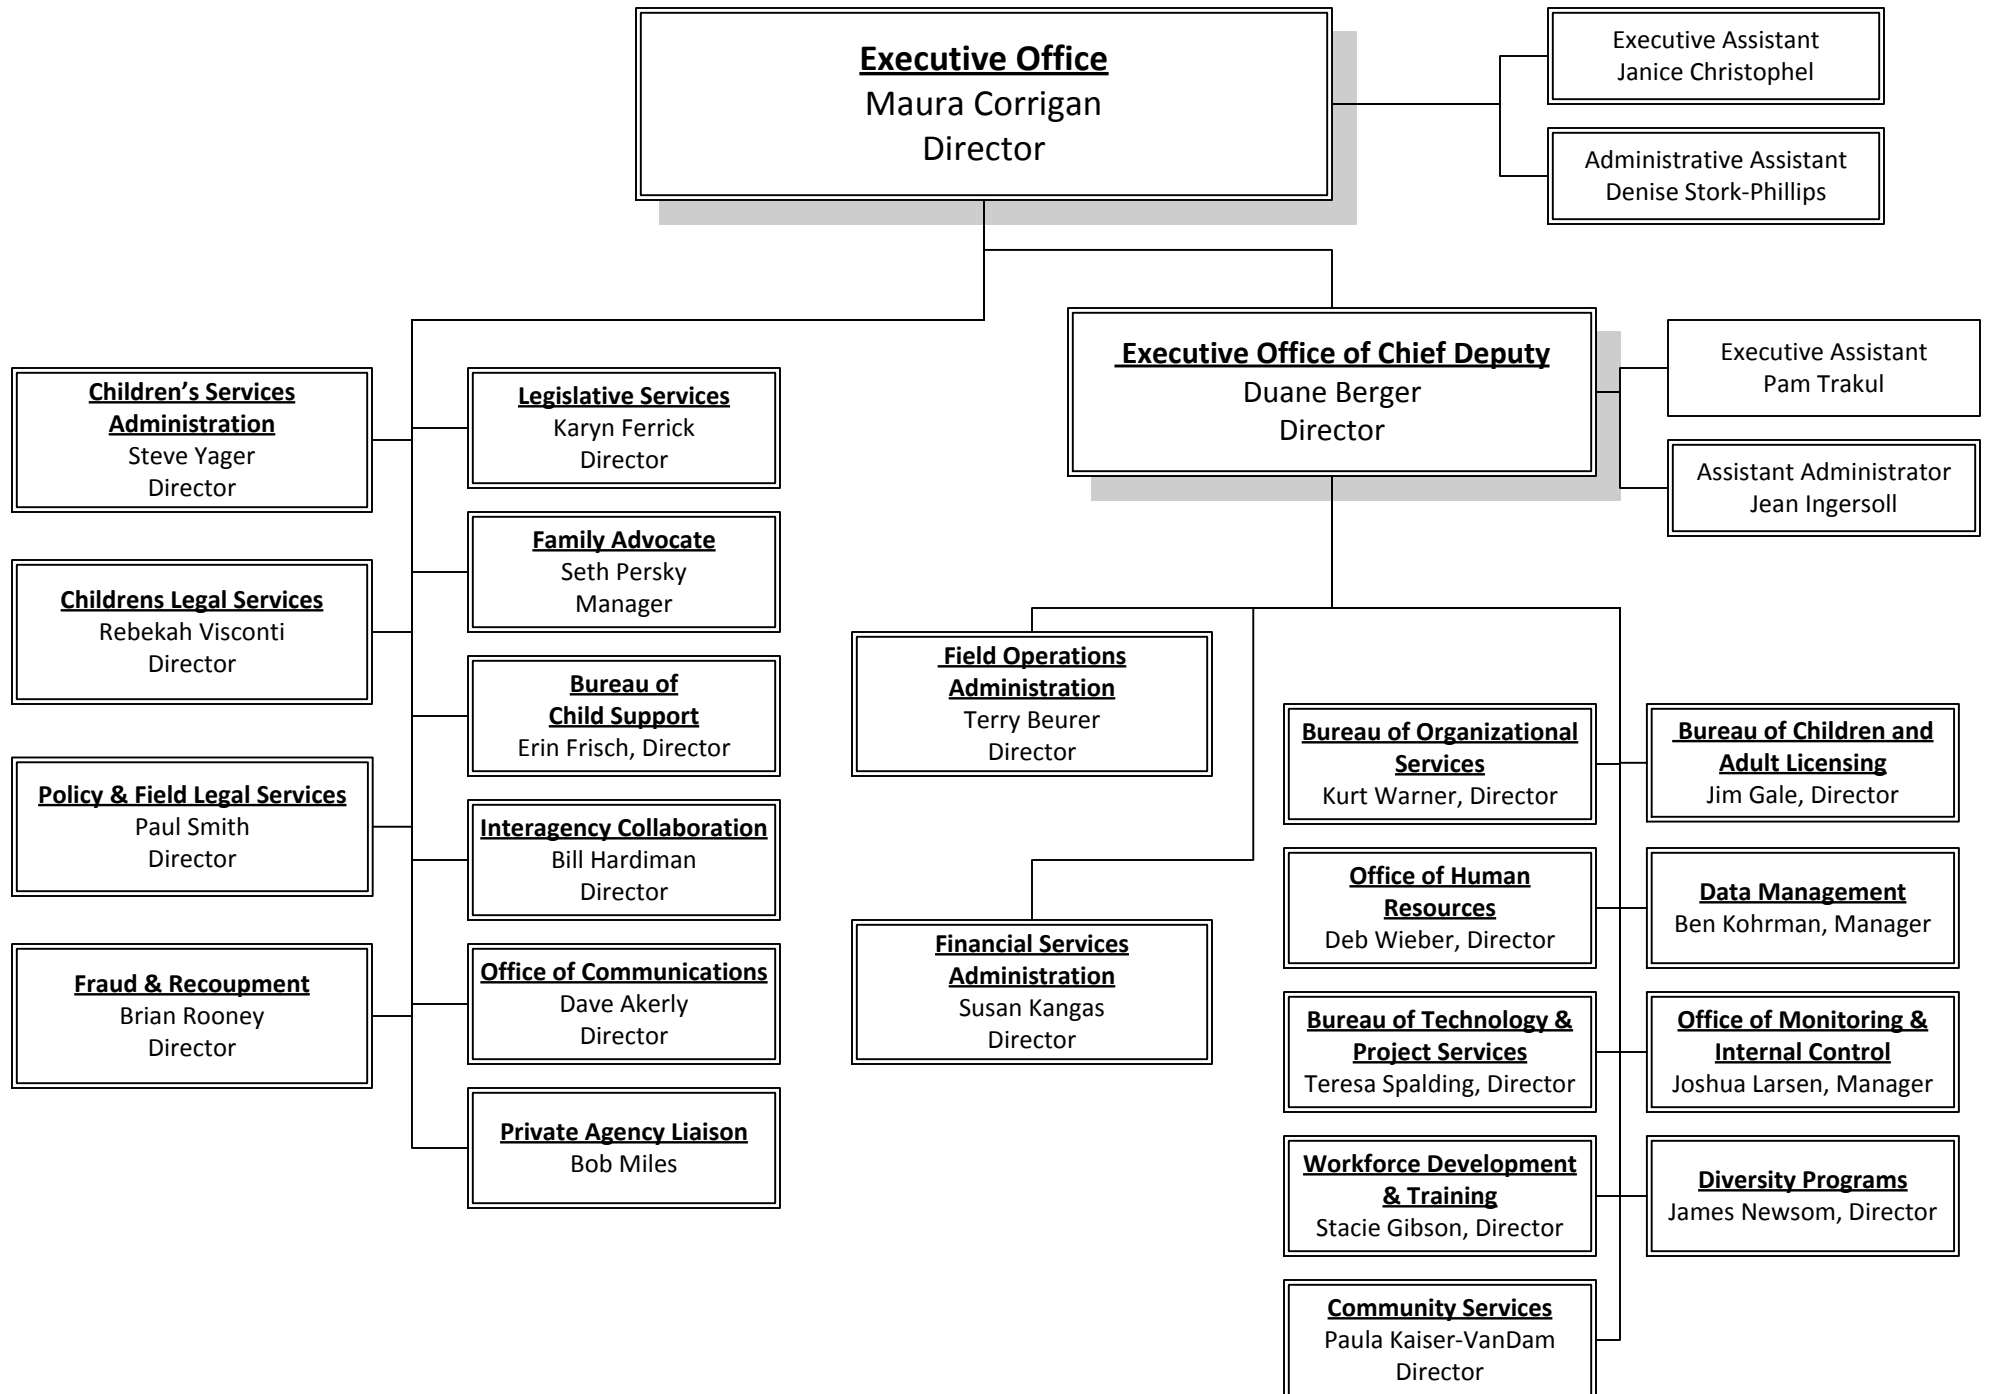 Executive Office
Maura Corrigan
Director
Executive Assistant
Janice Christophel
Administrative Assistant
Denise Stork-Phillips
Executive Office of Chief Deputy
Duane Berger
Director
Executive Assistant
Pam Trakul
Assistant Administrator
Jean Ingersoll
Children’s Services
Administration
Steve Yager
Director
Childrens Legal Services
Rebekah Visconti
Director
Policy & Field Legal Services
Paul Smith
Director
Fraud & Recoupment
Brian Rooney
Director
Legislative Services
Karyn Ferrick
Director
Family Advocate
Seth Persky
Manager
Bureau of
Child Support
Erin Frisch, Director
Interagency Collaboration
Bill Hardiman
Director
Office of Communications
Dave Akerly
Director
Private Agency Liaison
Bob Miles
Field Operations
Administration
Terry Beurer
Director
Financial Services
Administration
Susan Kangas
Director
Bureau of Organizational
Services
Kurt Warner, Director
Office of Human
Resources
Deb Wieber, Director
Bureau of Technology &
Project Services
Teresa Spalding, Director
Workforce Development
& Training
Stacie Gibson, Director
Community Services
Paula Kaiser-VanDam
Director
Bureau of Children and
Adult Licensing
Jim Gale, Director
Data Management
Ben Kohrman, Manager
Office of Monitoring &
Internal Control
Joshua Larsen, Manager
Diversity Programs
James Newsom, Director